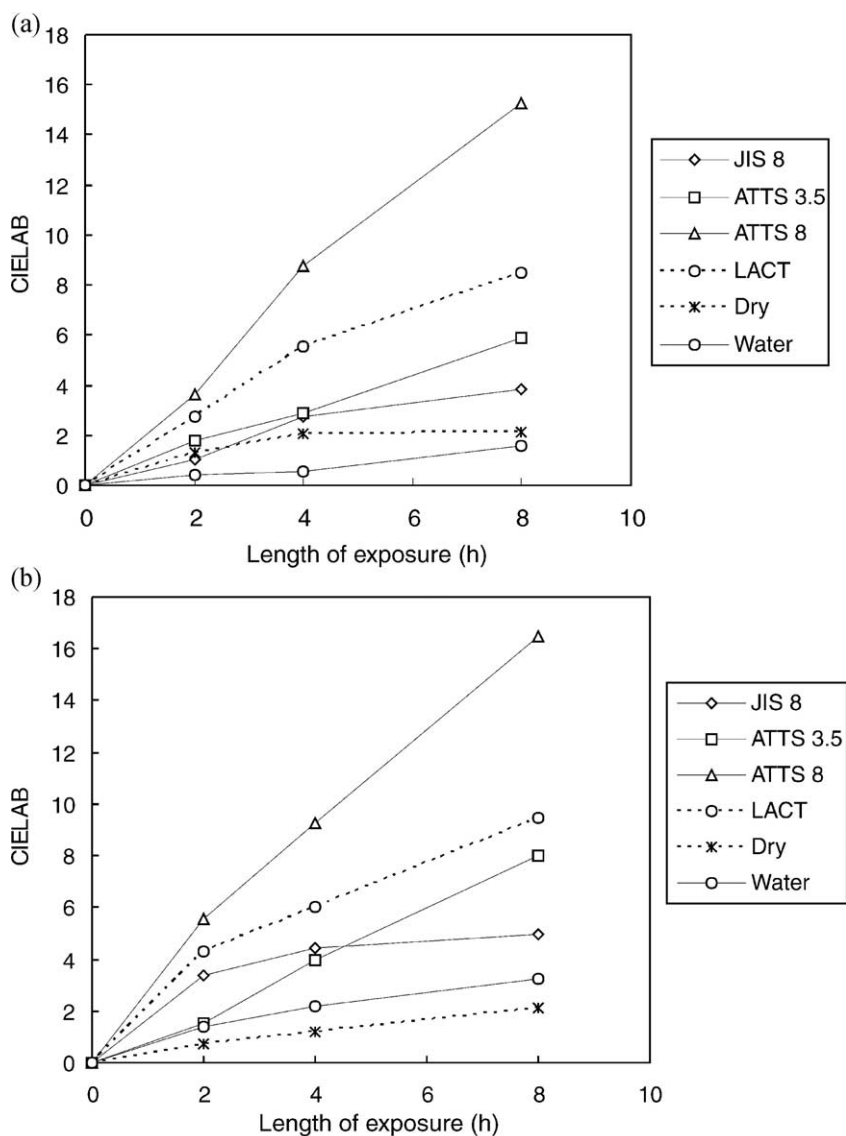 (a)
18
16
14
12
10
8
6
4
2
0
CIELAB
0 2 4 6 8 10
Length of exposure (h)
JIS 8
ATTS 3.5
ATTS 8
LACT
Dry
Water
(b)
18
16
14
12
10
8
6
4
2
0
CIELAB
0 2 4 6 8 10
Length of exposure (h)
JIS 8
ATTS 3.5
ATTS 8
LACT
Dry
Water